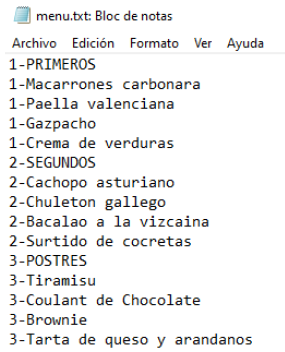 menu.txt: Bloc de notas
Archivo Edición Formato Ver Ayuda
1-PRIMEROS
1-Macarrones carbonara
1-Paella valenciana
1-Gazpacho
1-Crema de verduras
2-SEGUNDOS
2-Cachopo asturiano
2-Chuleton gallego
2-Bacalao a la vizcaina
2-Surtido de cocretas
3-POSTRES
3-Tiramisu
3-Coulant de Chocolate
3-Brownie
3-Tarta de queso y arandanos